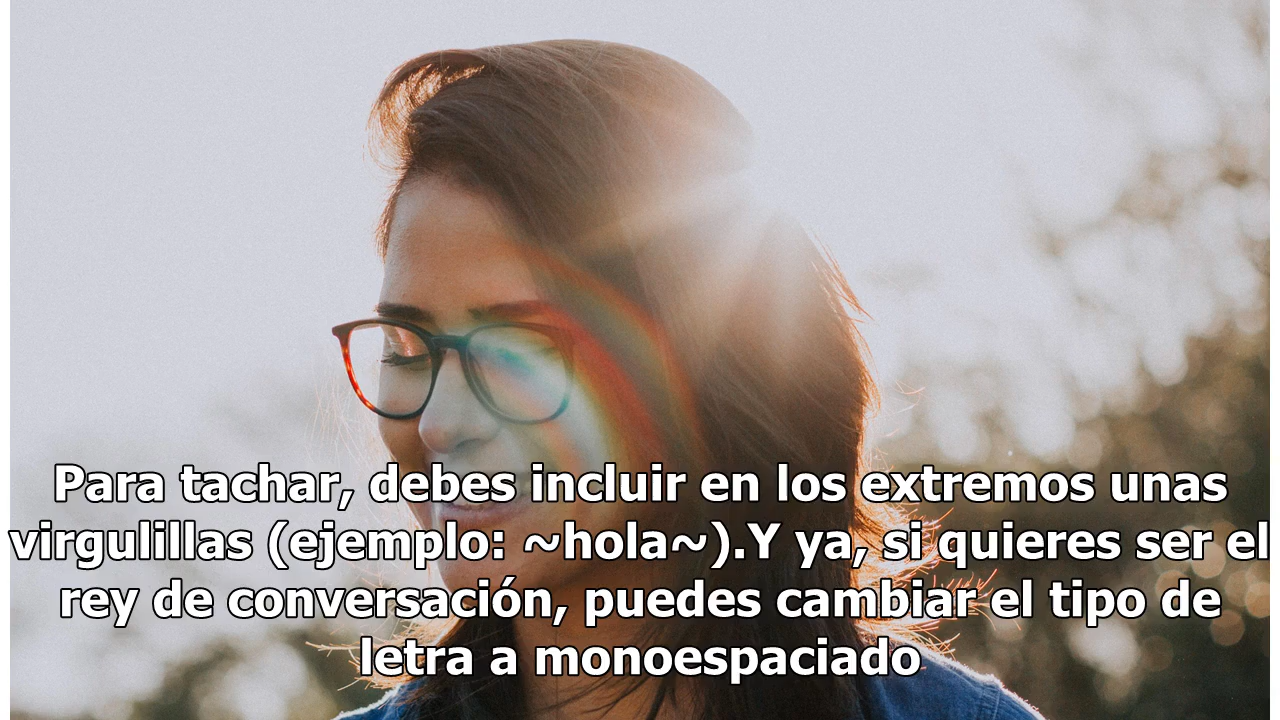 Para tachar, debes incluir en los extremos unas
virgulillas (ejemplo: ~hola~).Y ya, si quieres ser el
rey de conversación, puedes cambiar el tipo de
letra a monoespaciado